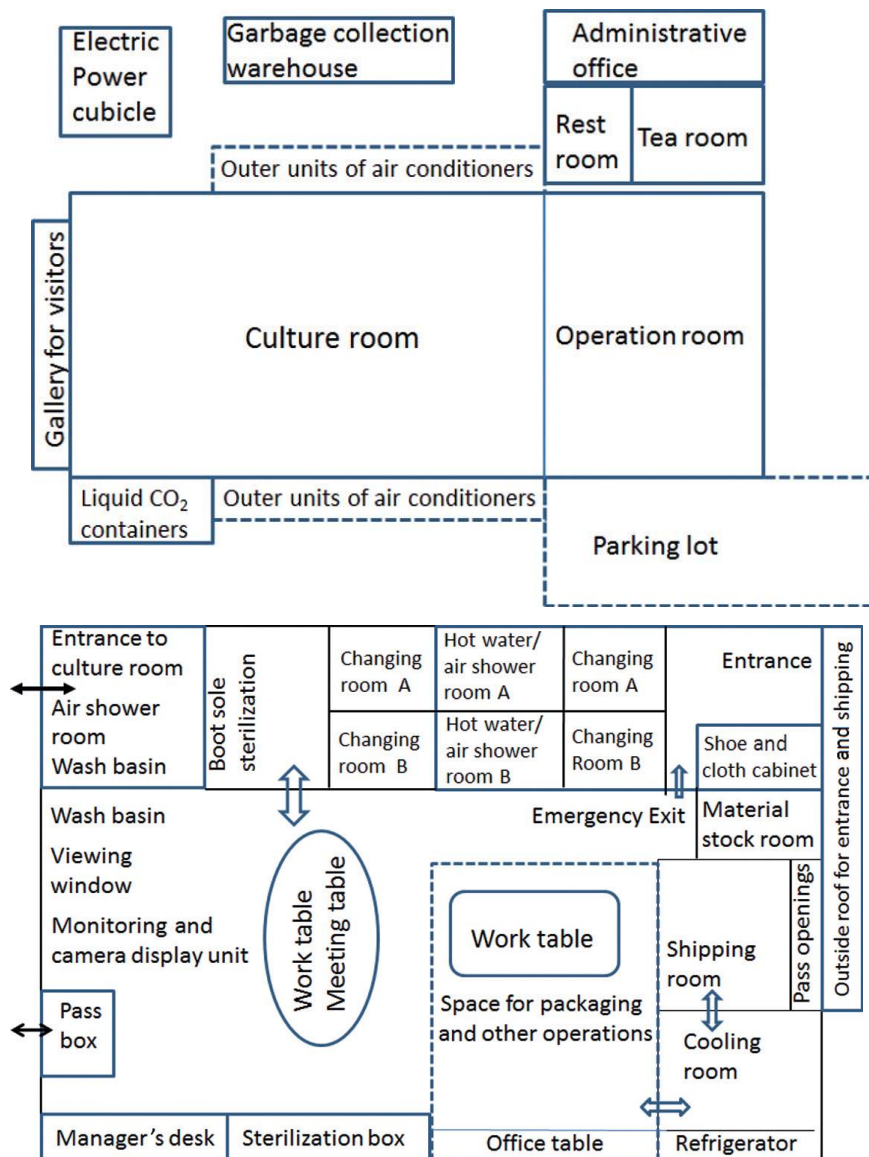 Electric
Power
cubicle
Garbage collection
warehouse
Administrative
office
Rest
room
Tea room
Outer units of air conditioners
Gallery for visitors
Culture room
Operation room
Liquid CO₂
containers
Outer units of air conditioners
Parking lot
Entrance to
culture room
Air shower
room
Wash basin
Boot sole
sterilization
Changing
room A
Hot water/
air shower
room A
Changing
room A
Entrance
Changing
room B
Hot water/
air shower
room B
Changing
Room B
Shoe and
cloth cabinet
Outside roof for entrance and shipping
Wash basin
Viewing
window
Monitoring and
camera display unit
Work table
Meeting table
Emergency Exit
Material
stock room
Work table
Space for packaging
and other operations
Shipping
room
Pass openings
Pass
box
Cooling
room
Manager's desk
Sterilization box
Office table
Refrigerator